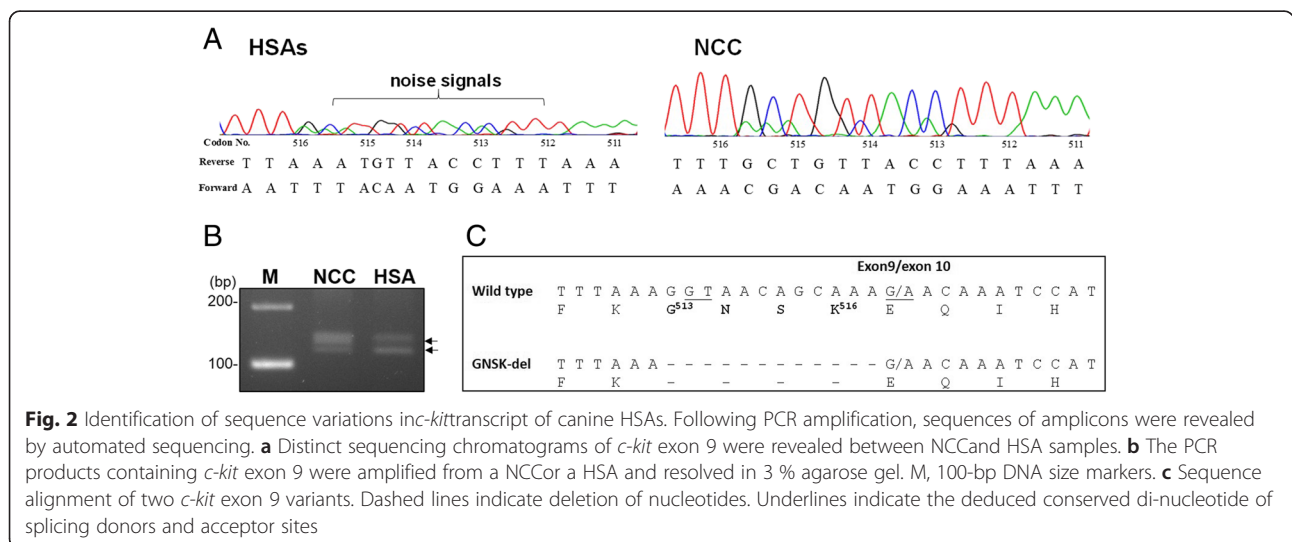 A
HSAs
NCC
noise signals
Codon No. 516 515 514 513 512 511
Reverse T T A A A T G T T A C C T T T A A A
Forward A A T T T A C A A T G G A A A T T T
516 515 514 513 512 511
T T T G C T G T T A C C T T T A A A
A A A C G A C A A T G G A A A T T T
B
(bp) M NCC HSA
200-
100-
C
Exon9/exon 10
Wild type T T T A A A G G T A A C A G C A A A G/A A C A A A T C C A T
F K G513 N S K516 E Q I H
GNSK-del T T T A A A - - - - - - - - - - - - G/A A C A A A T C C A T
F K - - - - E Q I H
Fig. 2 Identification of sequence variations inc-kittranscript of canine HSAs. Following PCR amplification, sequences of amplicons were revealed
by automated sequencing. a Distinct sequencing chromatograms of c-kit exon 9 were revealed between NCCand HSA samples. b The PCR
products containing c-kit exon 9 were amplified from a NCCor a HSA and resolved in 3 % agarose gel. M, 100-bp DNA size markers. c Sequence
alignment of two c-kit exon 9 variants. Dashed lines indicate deletion of nucleotides. Underlines indicate the deduced conserved di-nucleotide of
splicing donors and acceptor sites